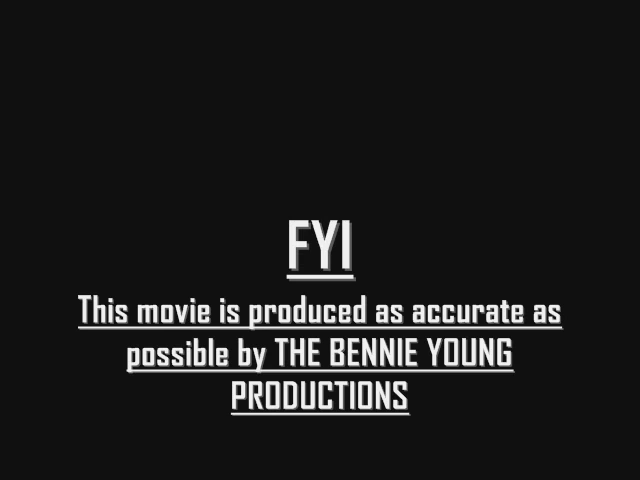 FYI
This movie is produced as accurate as
possible by THE BENNIE YOUNG
PRODUCTIONS